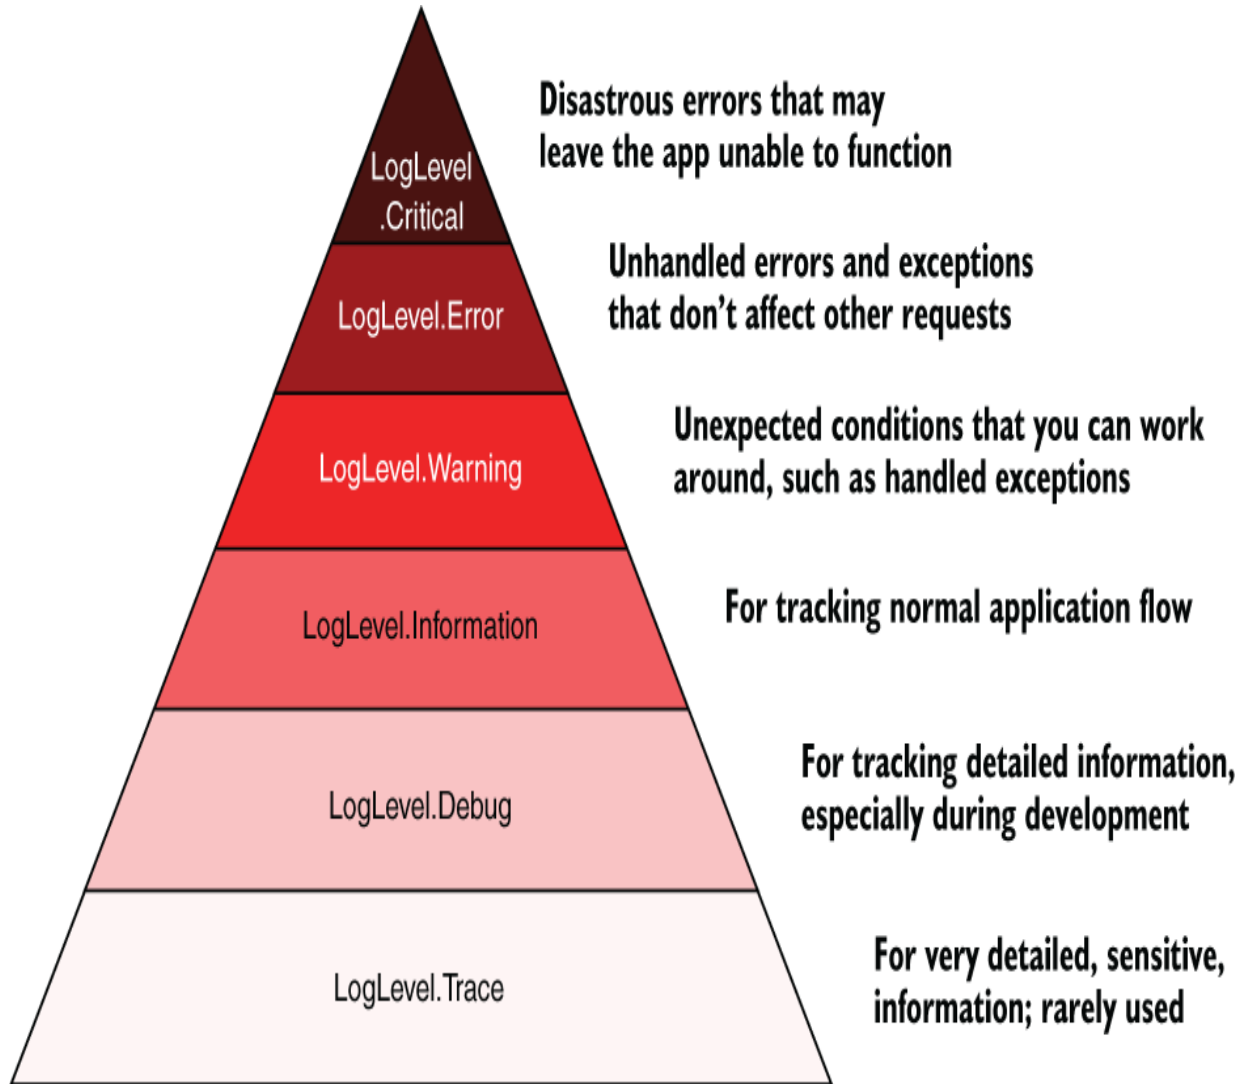 Disastrous errors that may
leave the app unable to function
LogLevel
.Critical
Unhandled errors and exceptions
that don’t affect other requests
LogLevel.Error
Unexpected conditions that you can work
around, such as handled exceptions
LogLevel.Warning
For tracking normal application flow
LogLevel.Information
For tracking detailed information,
especially during development
LogLevel.Debug
For very detailed, sensitive,
information; rarely used
LogLevel.Trace